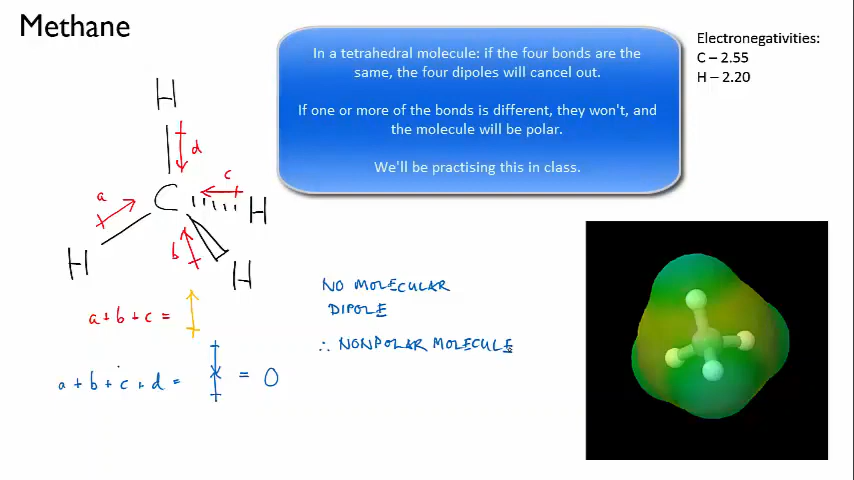 Methane
In a tetrahedral molecule: if the four bonds are the
same, the four dipoles will cancel out.
If one or more of the bonds is different, they won't, and
the molecule will be polar.
We'll be practising this in class.
Electronegativities:
C – 2.55
H – 2.20
H
d
C
c
H
a
H
b
H
a+b+c =
a+b+c+d = = 0
NO MOLECULAR
DIPOLE
∴ NONPOLAR MOLECULE